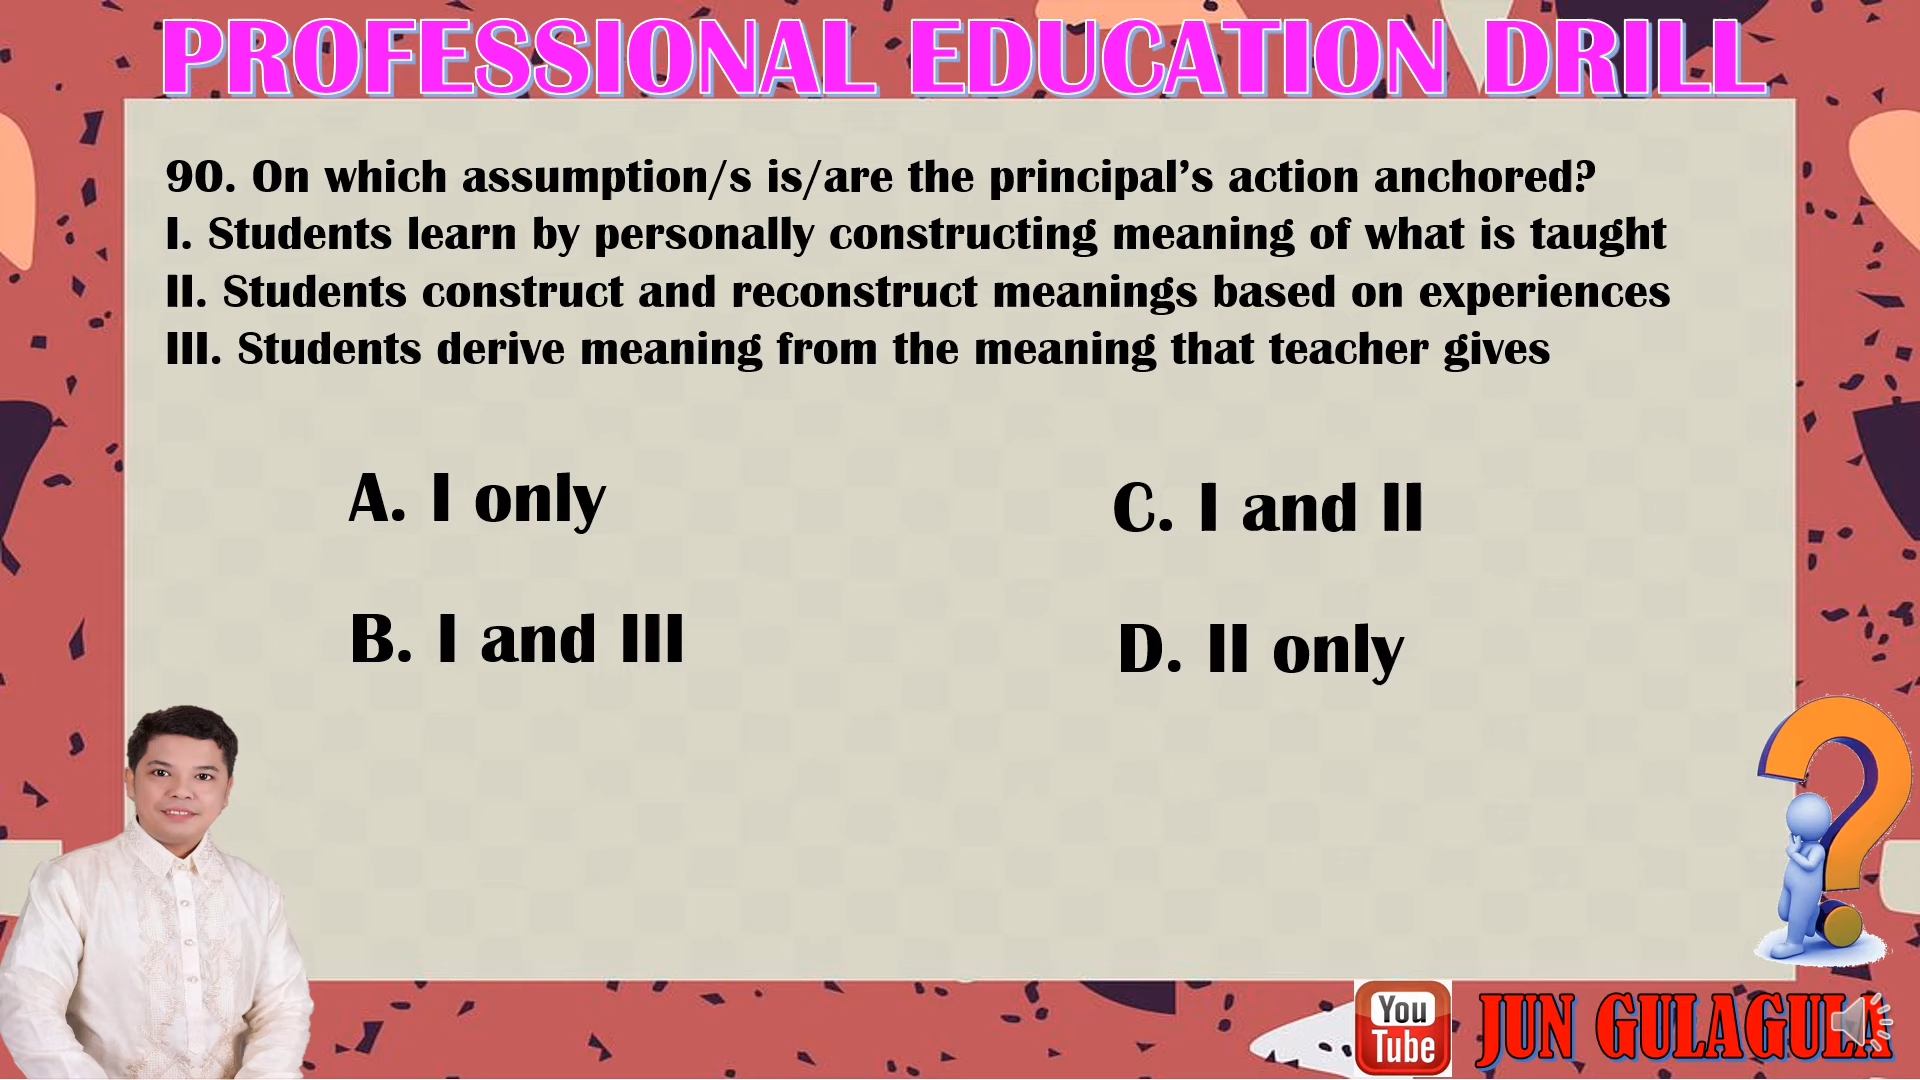 PROFESSIONAL EDUCATION DRILL
90. On which assumption/s is/are the principal’s action anchored?
I. Students learn by personally constructing meaning of what is taught
II. Students construct and reconstruct meanings based on experiences
III. Students derive meaning from the meaning that teacher gives
A. I only
C. I and II
B. I and III
D. II only
You
Tube
JUN GULAGULA